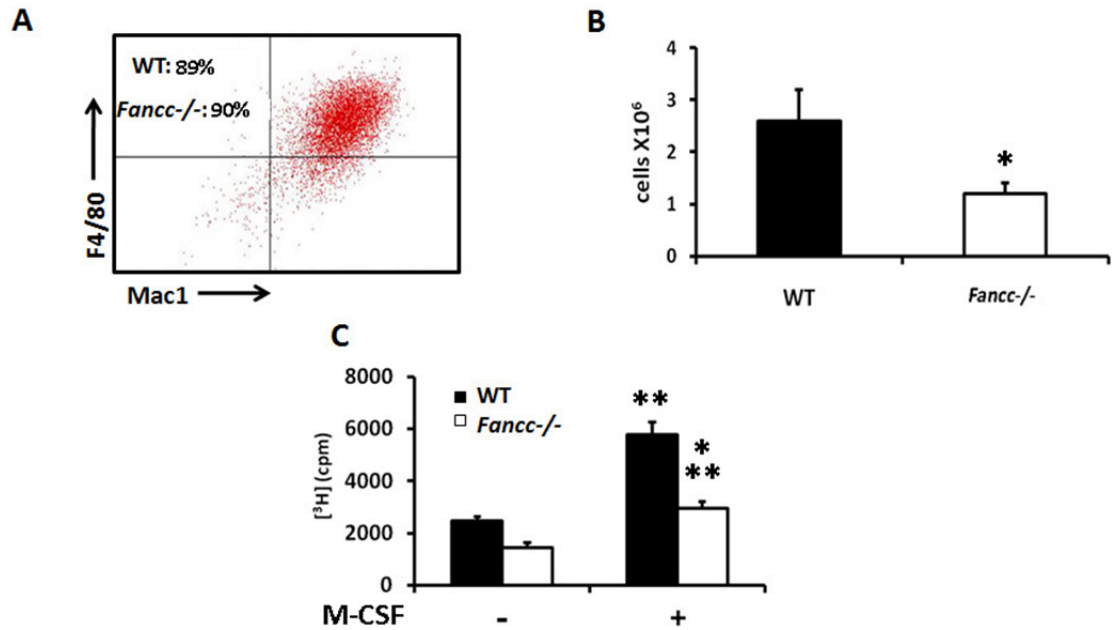 A
WT: 89%
Fancc-/-: 90%
F4/80
Mac1
B
cells X10⁶
4
3
2
1
0
*
WT
Fancc-/-
C
[³H] (cpm)
8000
6000
4000
2000
0
WT
Fancc-/-
**
*
**
M-CSF - +